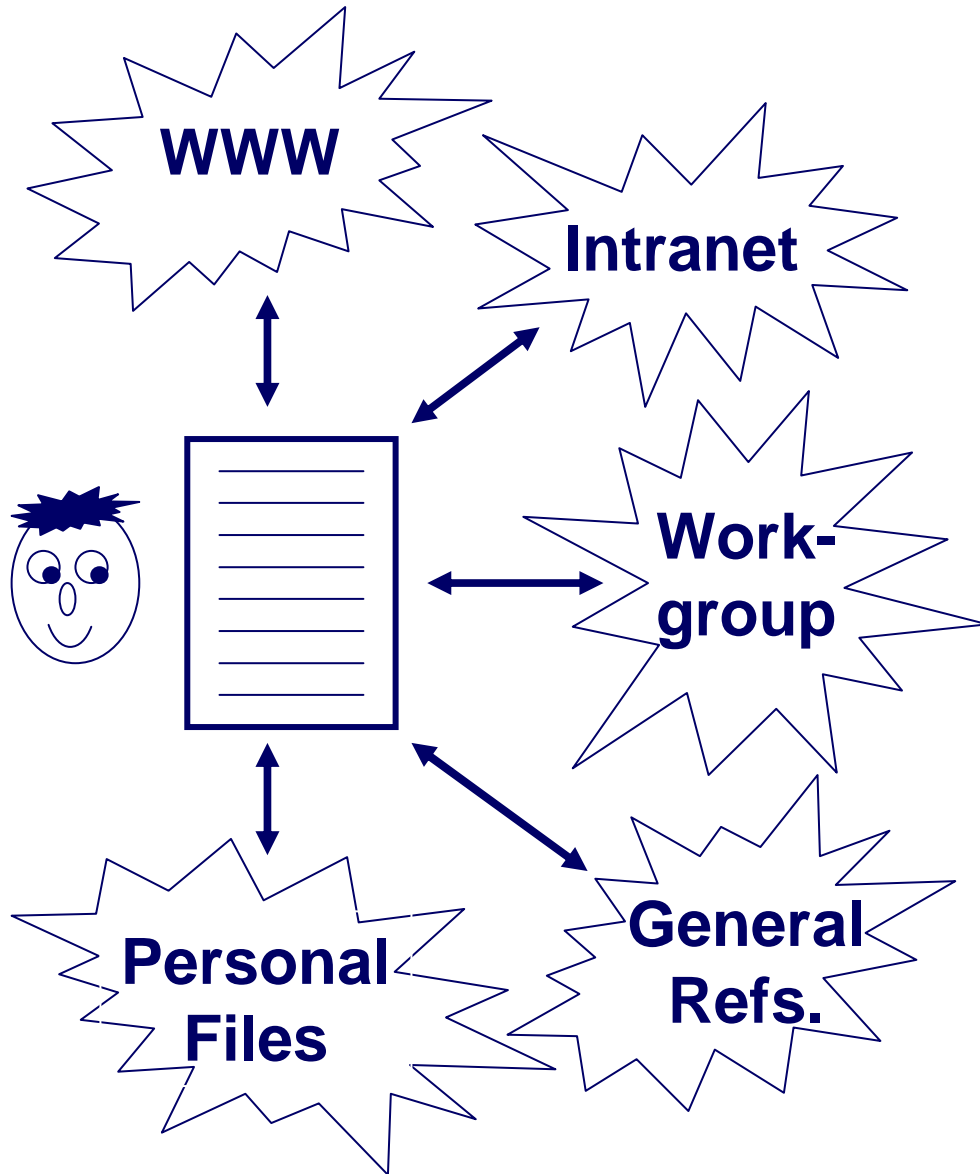 WWW
Intranet
Work-
group
General
Refs.
Personal
Files